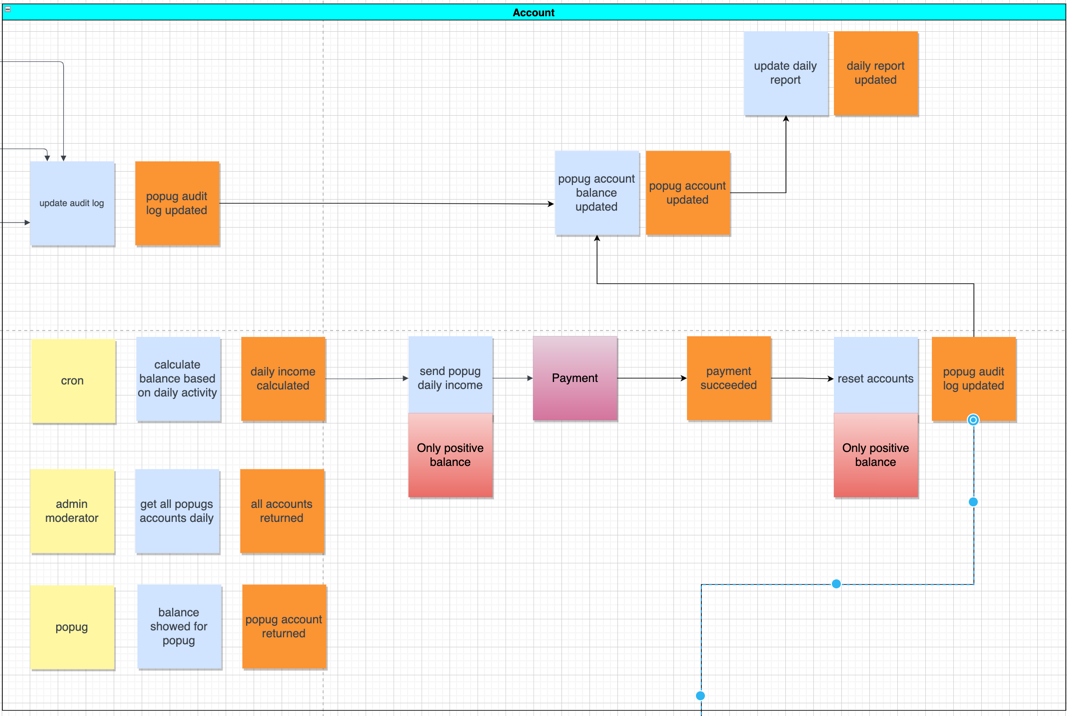 Account
update daily
report
daily report
updated
update audit log
popug audit
log updated
popug account
balance
updated
popug account
updated
cron
calculate
balance based
on daily activity
daily income
calculated
send popug
daily income
Only positive
balance
Payment
payment
succeeded
reset accounts
Only positive
balance
popug audit
log updated
admin
moderator
get all popugs
accounts daily
all accounts
returned
popug
balance
showed for
popug
popug account
returned